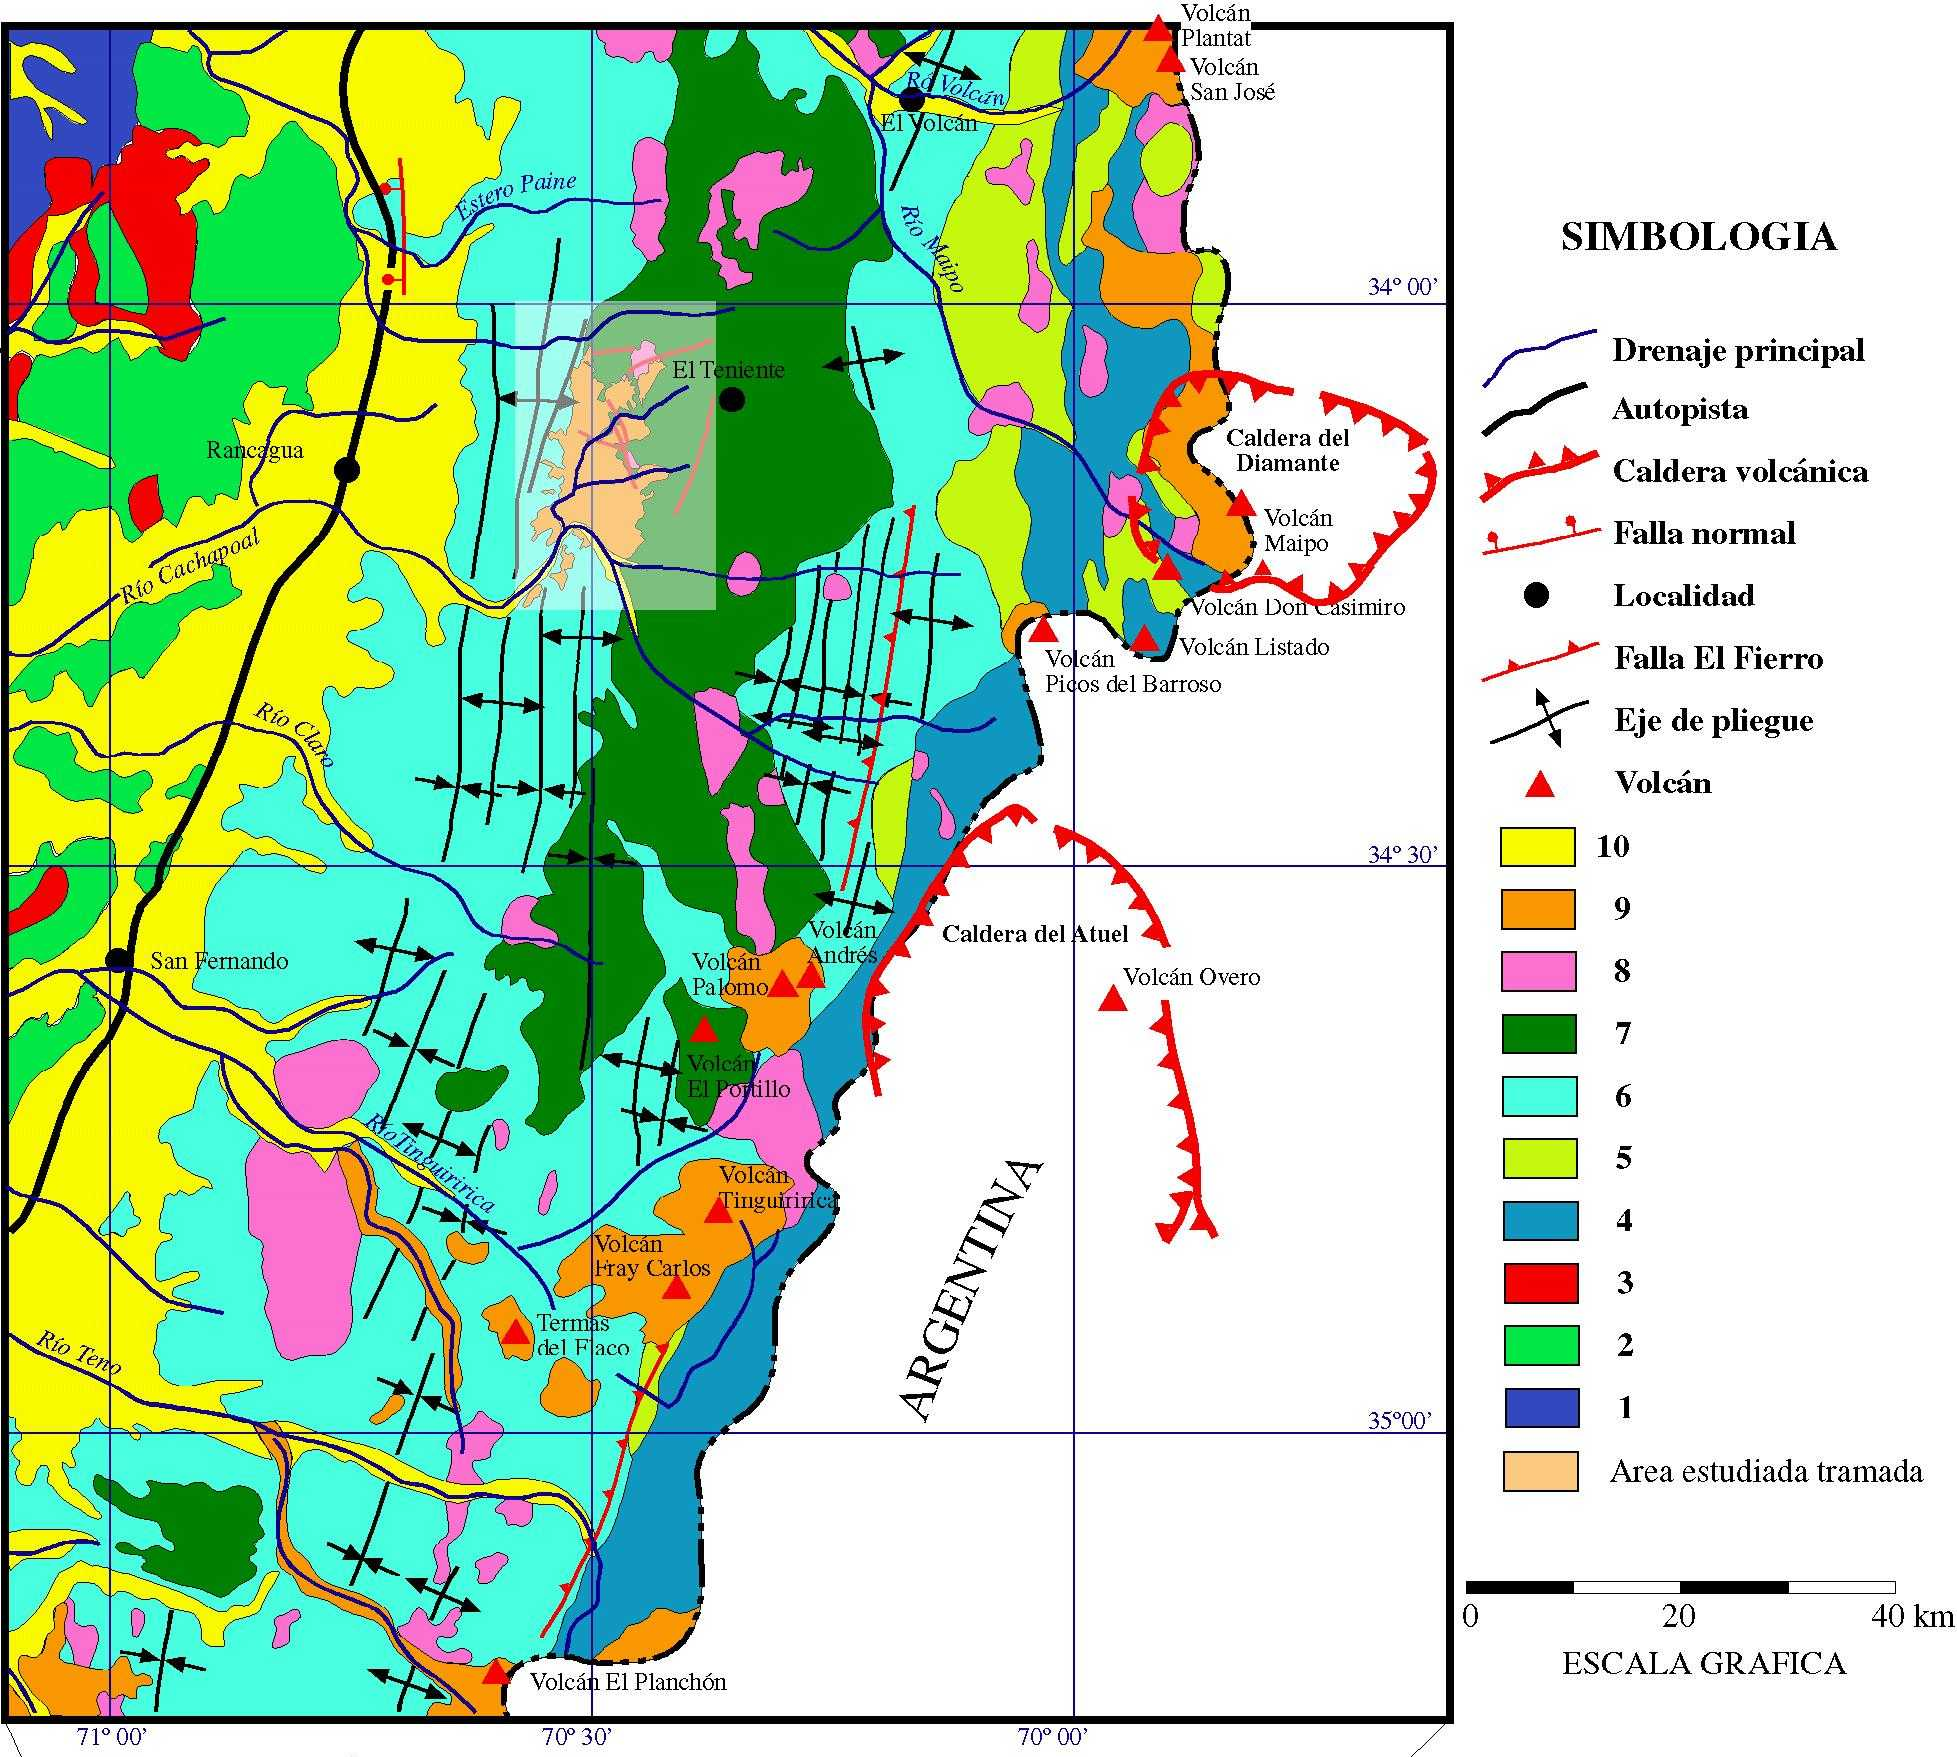 Volcán
Plantat
Volcán
San José
Río Volcán
El Volcán
Estero Paine
Río Maipo
34° 00'
El Teniente
Rancagua
Caldera del
Diamante
Volcán
Maipo
Río Cachapoal
Volcán Don Casimiro
Volcán Listado
Volcán
Picos del Barroso
Río Claro
34° 30'
Volcán
Andrés
Caldera del Atuel
San Fernando
Volcán
Palomo
Volcán Overo
Volcán
El Portillo
Río Tinguiririca
Volcán
Tinguiririca
ARGENTINA
Volcán
Fray Carlos
Termas
del Flaco
Río Teno
35°00'
Volcán El Planchón
71° 00'
70° 30'
70° 00'
SIMBOLOGIA
Drenaje principal
Autopista
Caldera volcánica
Falla normal
Localidad
Falla El Fierro
Eje de pliegue
Volcán
10
9
8
7
6
5
4
3
2
1
Area estudiada tramada
0 20 40 km
ESCALA GRAFICA